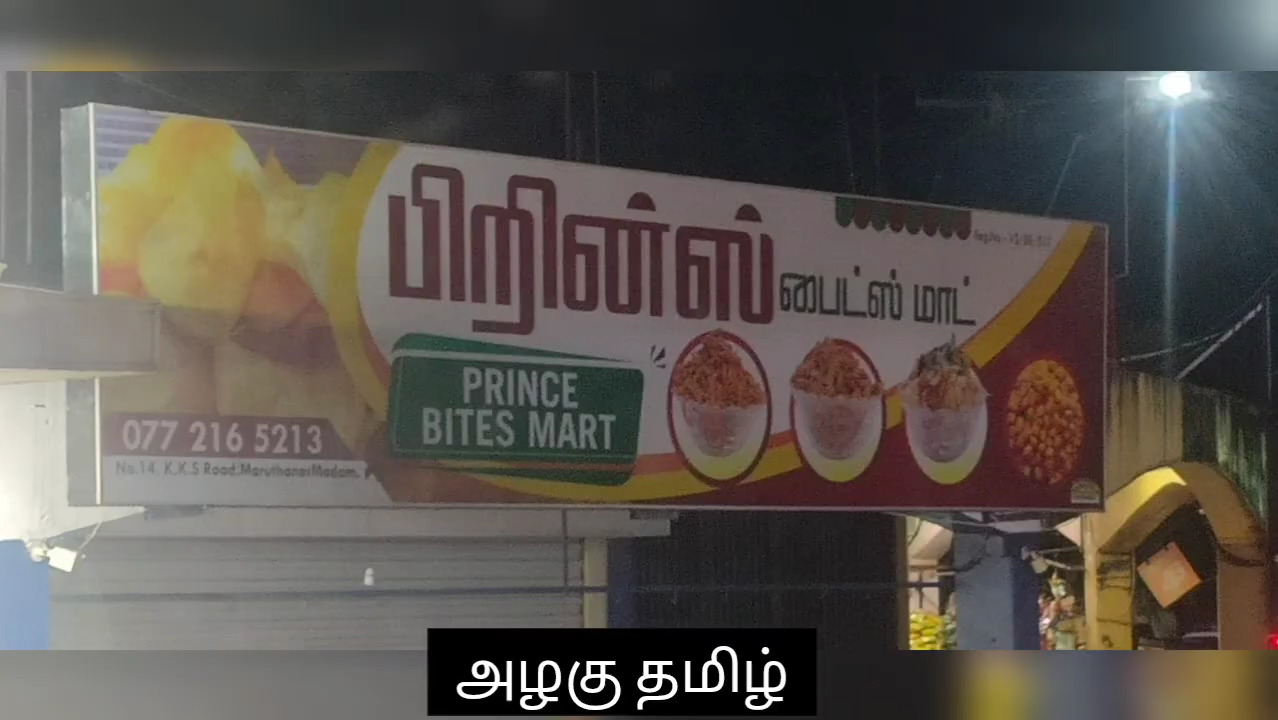 பிறின்ஸ்
பைட்ஸ் மாட்
PRINCE
BITES MART
077 216 5213
No.14, K.K.S Road,MaruthanarMadam.
அழகு தமிழ்